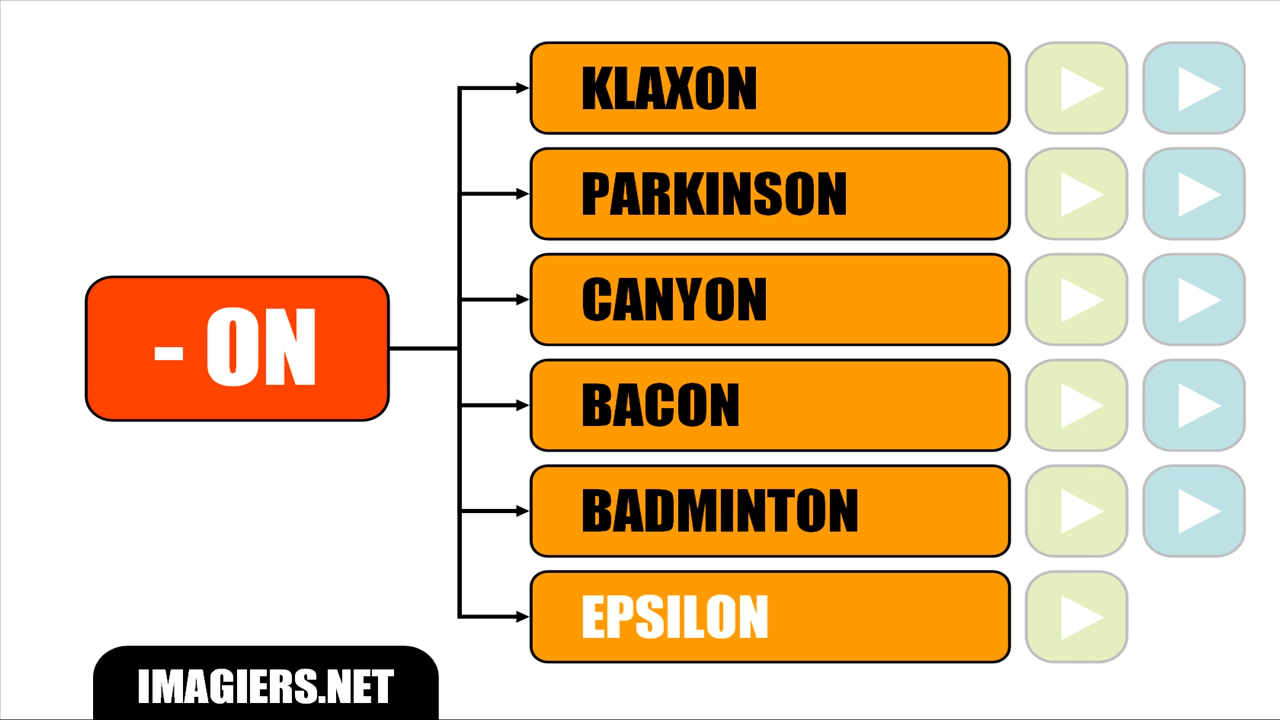 KLAXON
PARKINSON
CANYON
- ON
BACON
BADMINTON
EPSILON
IMAGIERS.NET